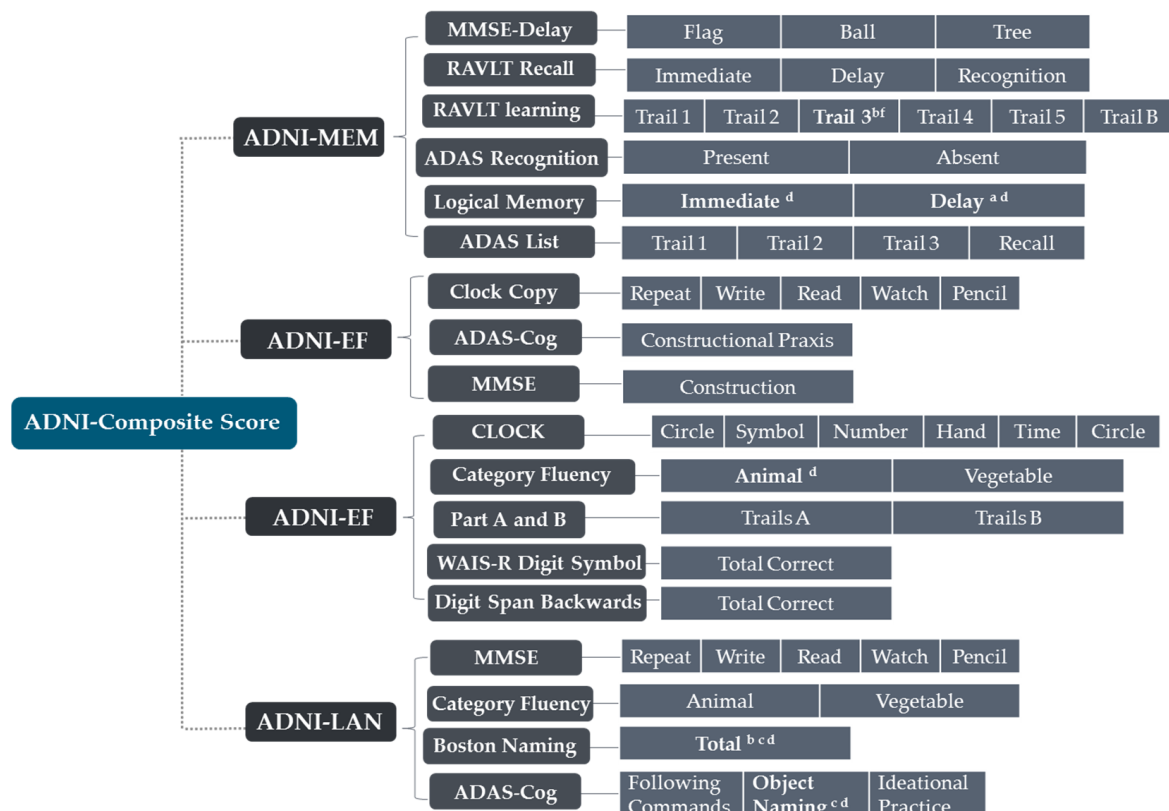 MMSE-Delay Flag Ball Tree
RAVLT Recall Immediate Delay Recognition
RAVLT learning Trail 1 Trail 2 Trail 3bf Trail 4 Trail 5 Trail B
ADNI-MEM
ADAS Recognition Present Absent
Logical Memory Immediate d Delay a d
ADAS List Trail 1 Trail 2 Trail 3 Recall
Clock Copy Repeat Write Read Watch Pencil
ADNI-EF
ADAS-Cog Constructional Praxis
MMSE Construction
ADNI-Composite Score
CLOCK Circle Symbol Number Hand Time Circle
Category Fluency Animal d Vegetable
ADNI-EF
Part A and B Trails A Trails B
WAIS-R Digit Symbol Total Correct
Digit Span Backwards Total Correct
MMSE Repeat Write Read Watch Pencil
Category Fluency Animal Vegetable
ADNI-LAN
Boston Naming Total b c d
ADAS-Cog
Following Commands
Object Naming c d
Ideational Practice